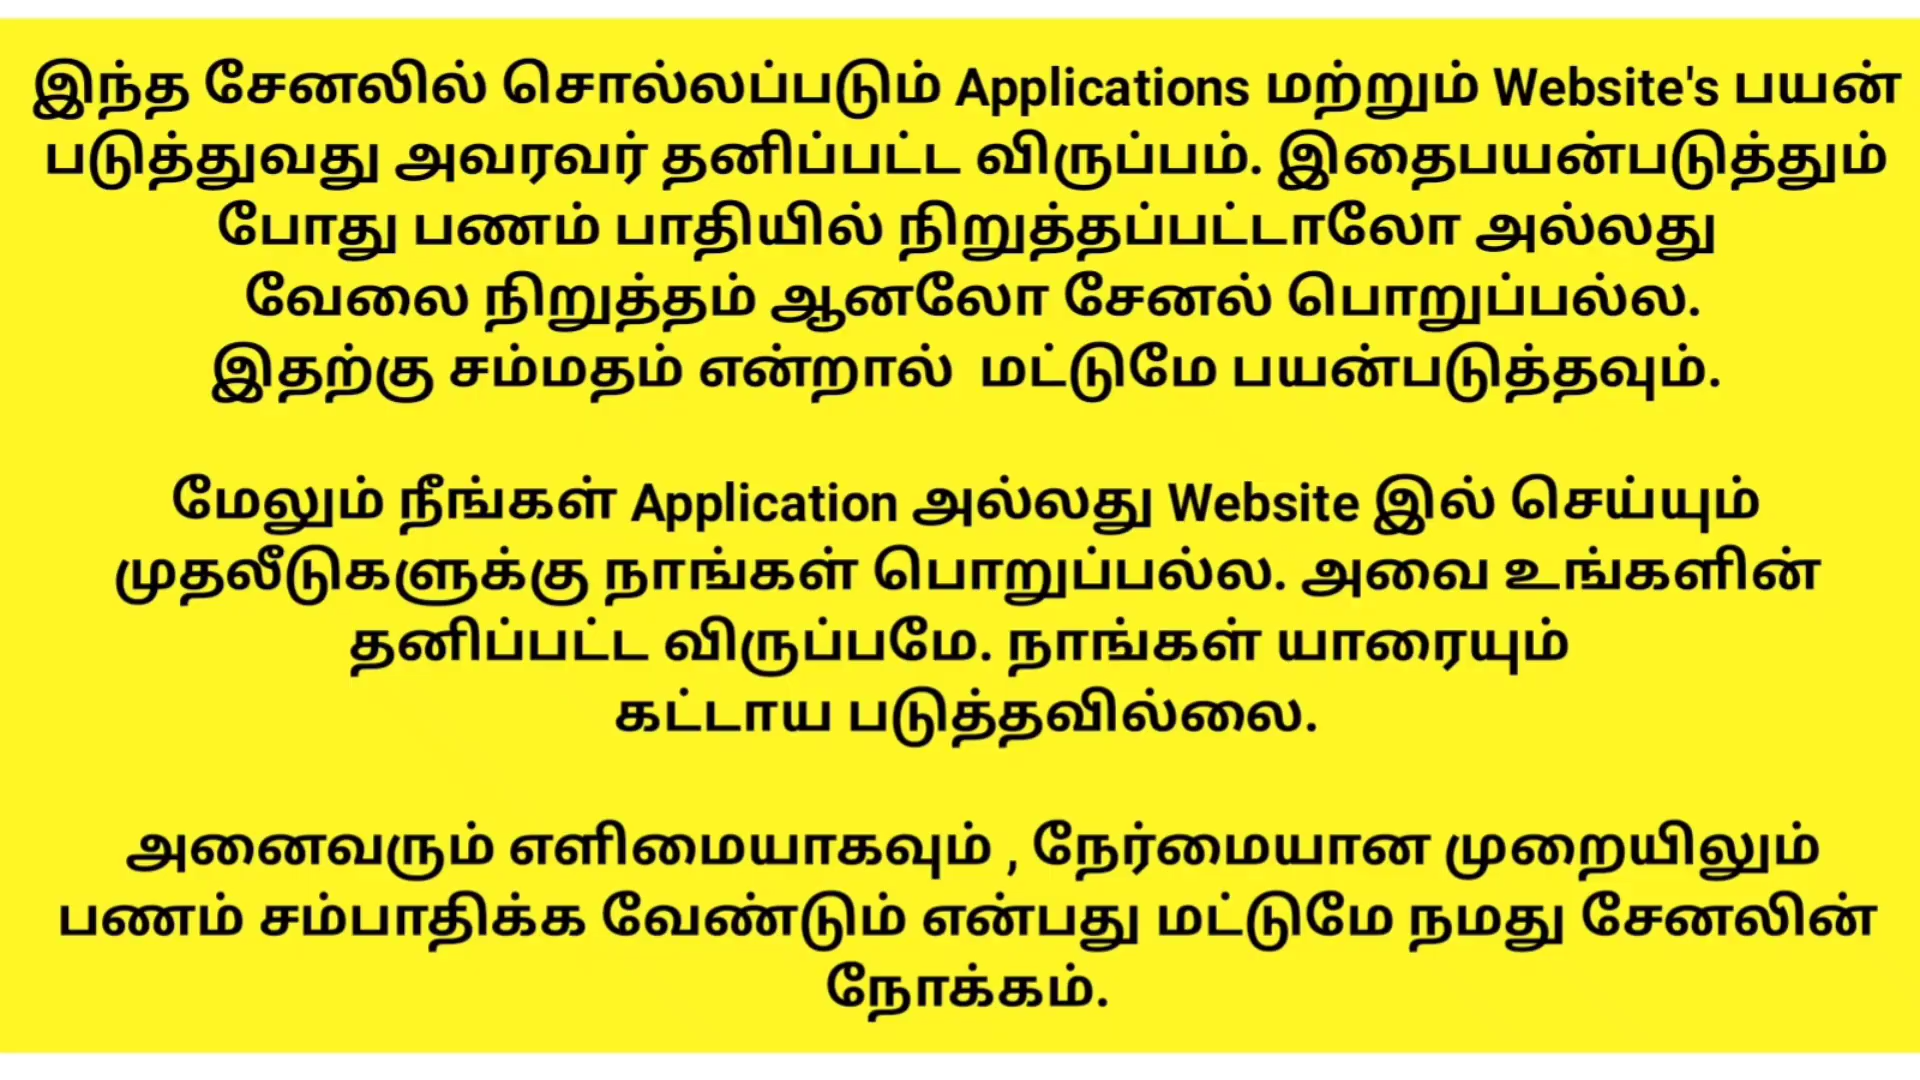 இந்த சேனலில் சொல்லப்படும் Applications மற்றும் Website's பயன்
படுத்துவது அவரவர் தனிப்பட்ட விருப்பம். இதைபயன்படுத்தும்
போது பணம் பாதியில் நிறுத்தப்பட்டாலோ அல்லது
வேலை நிறுத்தம் ஆனலோ சேனல் பொறுப்பல்ல.
இதற்கு சம்மதம் என்றால் மட்டுமே பயன்படுத்தவும்.
மேலும் நீங்கள் Application அல்லது Website இல் செய்யும்
முதலீடுகளுக்கு நாங்கள் பொறுப்பல்ல. அவை உங்களின்
தனிப்பட்ட விருப்பமே. நாங்கள் யாரையும்
கட்டாய படுத்தவில்லை.
அனைவரும் எளிமையாகவும் , நேர்மையான முறையிலும்
பணம் சம்பாதிக்க வேண்டும் என்பது மட்டுமே நமது சேனலின்
நோக்கம்.